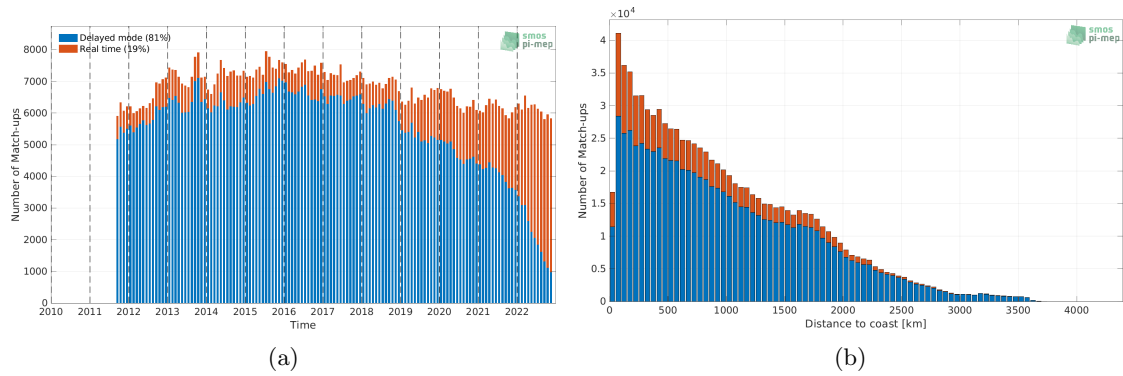 Delayed mode (81%)
Real time (19%)
smos
pi-mep
Number of Match-ups
8000
7000
6000
5000
4000
3000
2000
1000
0
2010 2011 2012 2013 2014 2015 2016 2017 2018 2019 2020 2021 2022
Time
(a)
×10⁴
smos
pi-mep
Number of Match-ups
4
3.5
3
2.5
2
1.5
1
0.5
0
0 500 1000 1500 2000 2500 3000 3500 4000
Distance to coast [km]
(b)